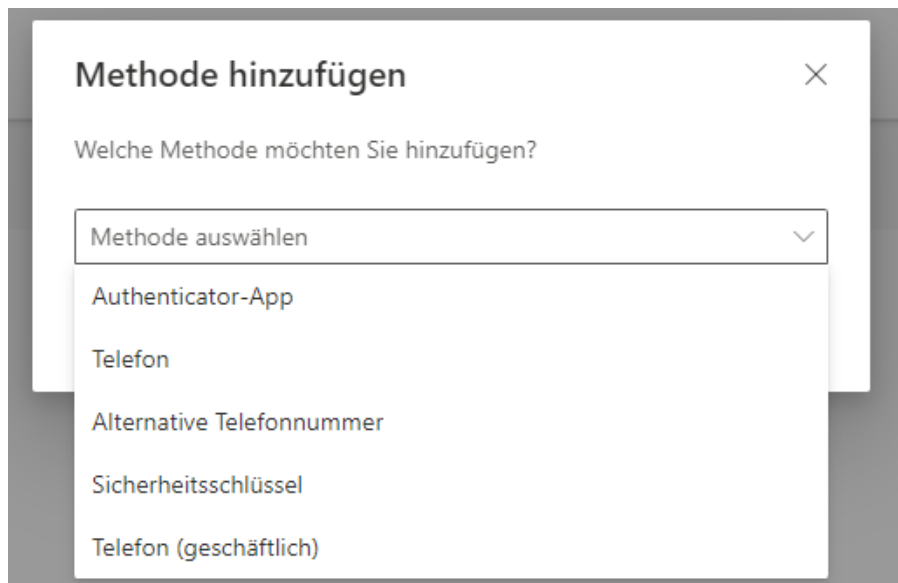 Methode hinzufügen
Welche Methode möchten Sie hinzufügen?
Methode auswählen
Authenticator-App
Telefon
Alternative Telefonnummer
Sicherheitsschlüssel
Telefon (geschäftlich)